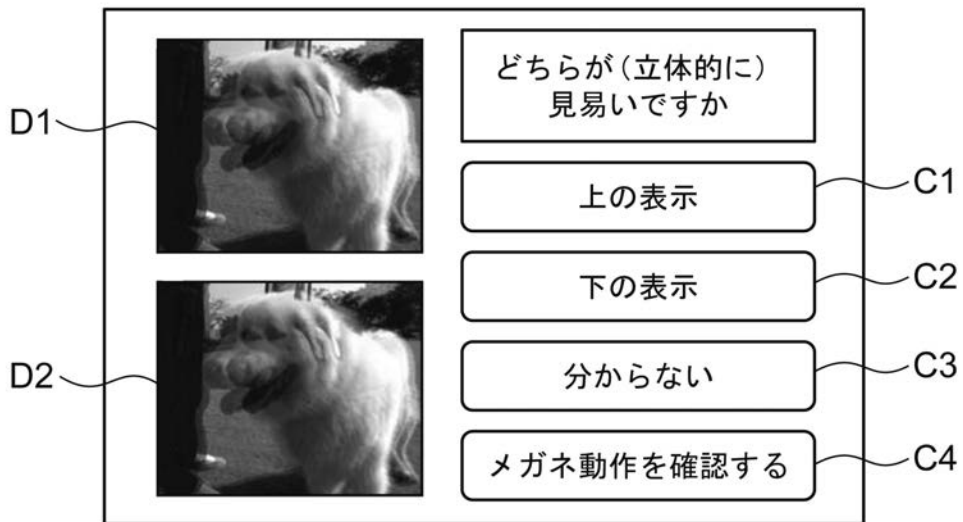 D1
D2
どちらが(立体的に)
見易いですか
上の表示
下の表示
分からない
メガネ動作を確認する
C1
C2
C3
C4